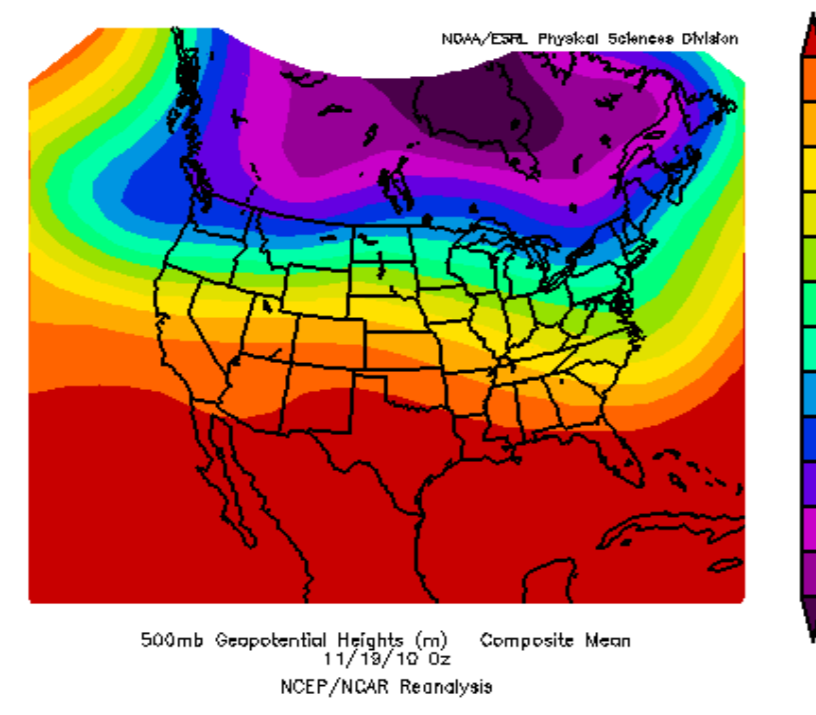 NOAA/ESRL Physical Sciences Division
500mb Geopotential Heights (m) Composite Mean
11/19/10 0z
NCEP/NCAR Reanalysis